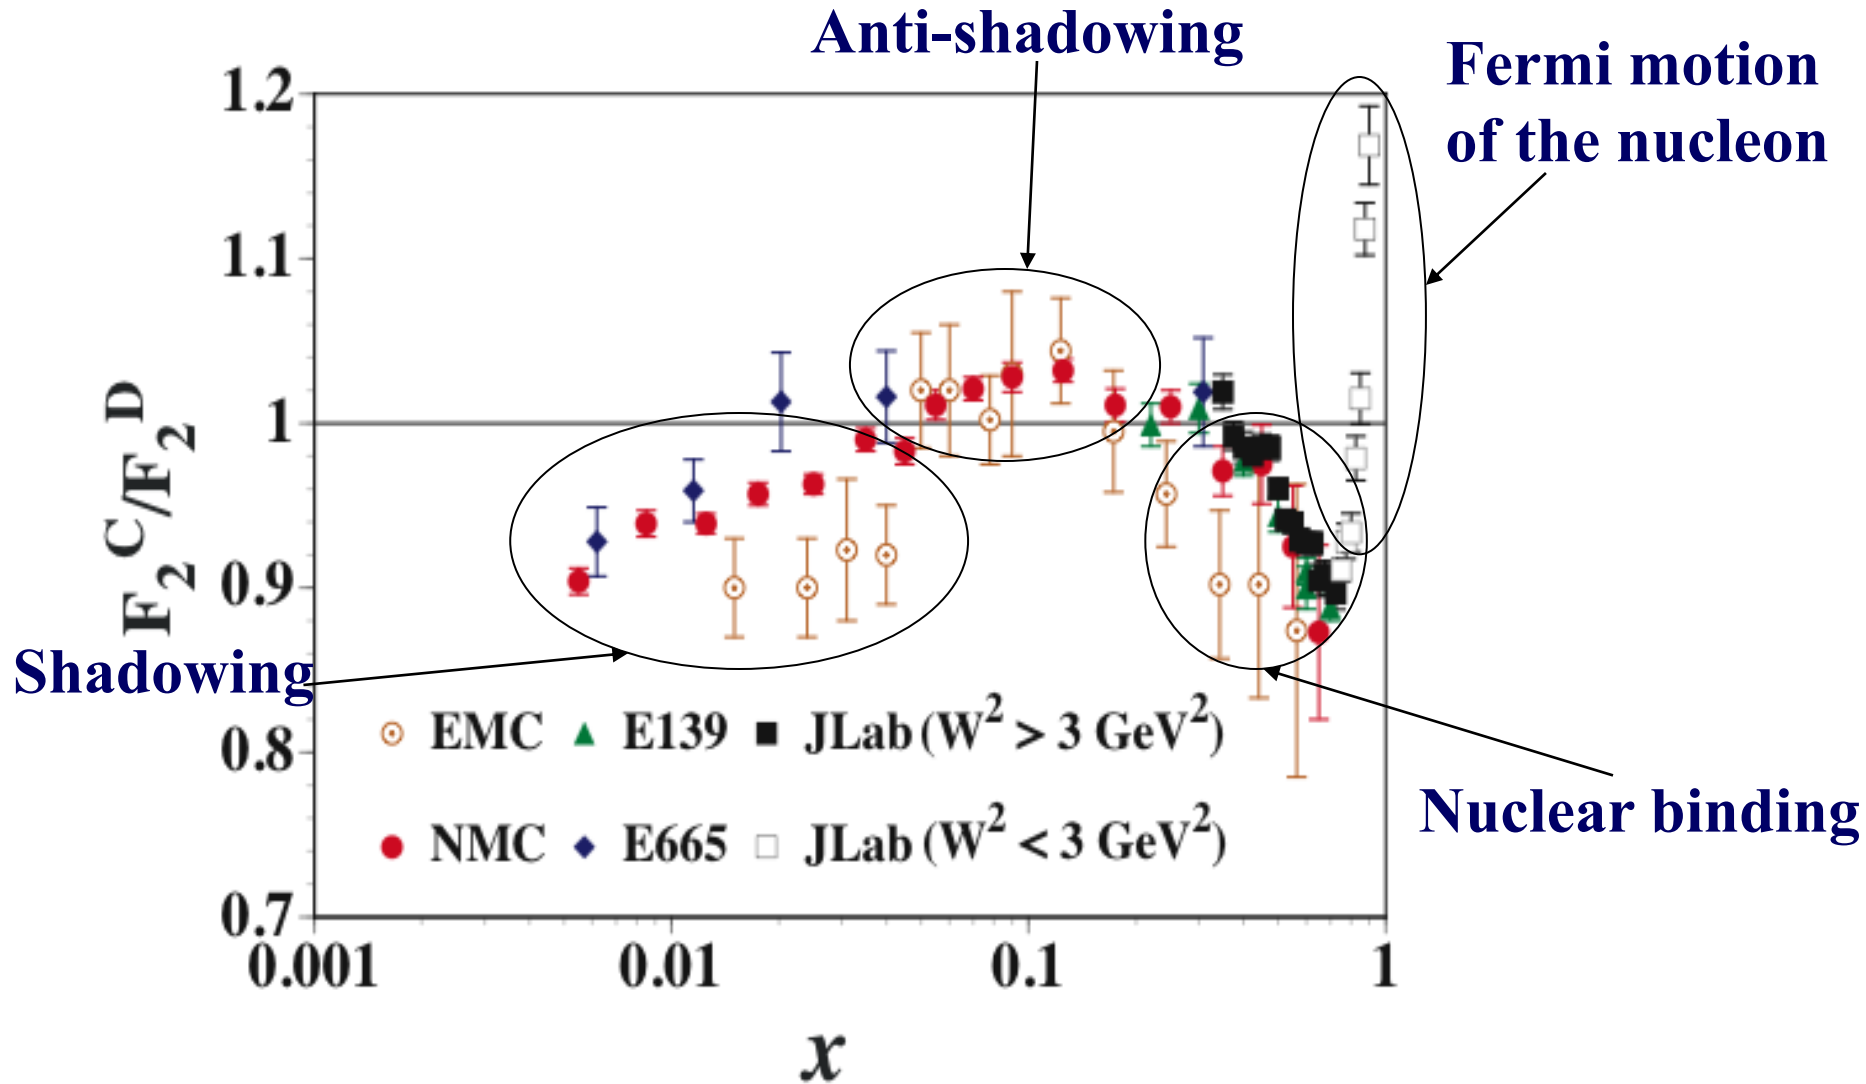 Anti-shadowing
Fermi motion
of the nucleon
1.2
1.1
1
0.9
0.8
0.7
F₂ᶜ/F₂ᴰ
Shadowing
EMC E139 JLab (W² > 3 GeV²)
NMC E665 JLab (W² < 3 GeV²)
Nuclear binding
0.001 0.01 0.1 1
x